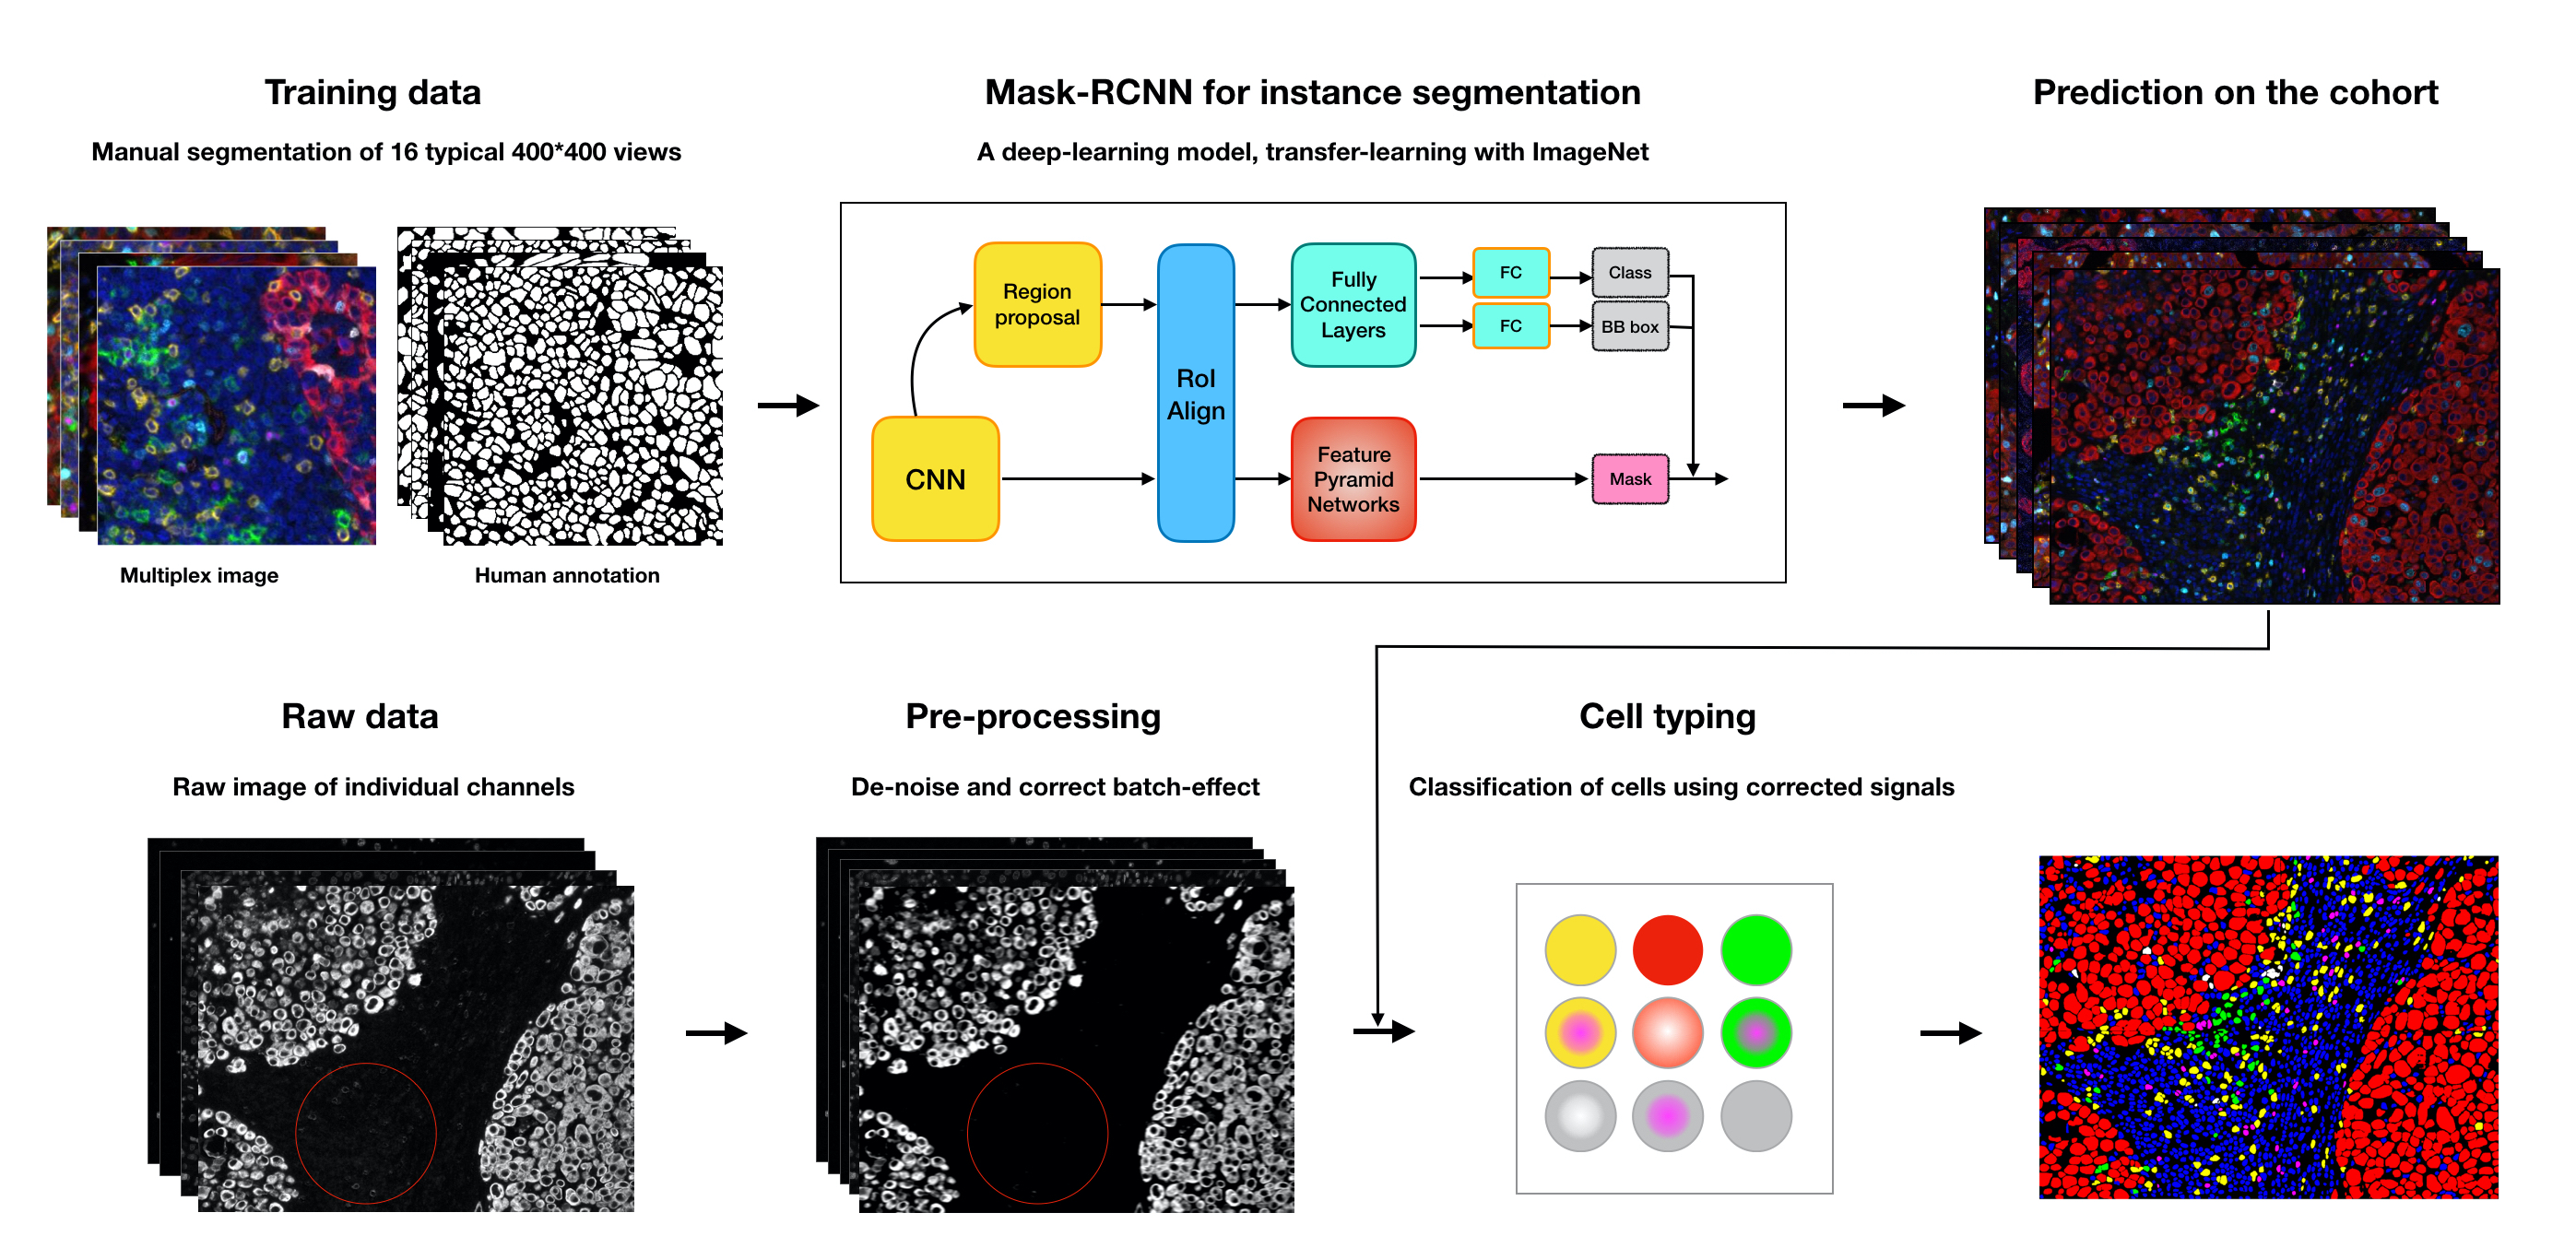 Training data
Manual segmentation of 16 typical 400*400 views
Multiplex image
Human annotation
Mask-RCNN for instance segmentation
A deep-learning model, transfer-learning with ImageNet
Region
proposal
CNN
RoI
Align
Fully
Connected
Layers
FC
Class
FC
BB box
Feature
Pyramid
Networks
Mask
Prediction on the cohort
Raw data
Raw image of individual channels
Pre-processing
De-noise and correct batch-effect
Cell typing
Classification of cells using corrected signals